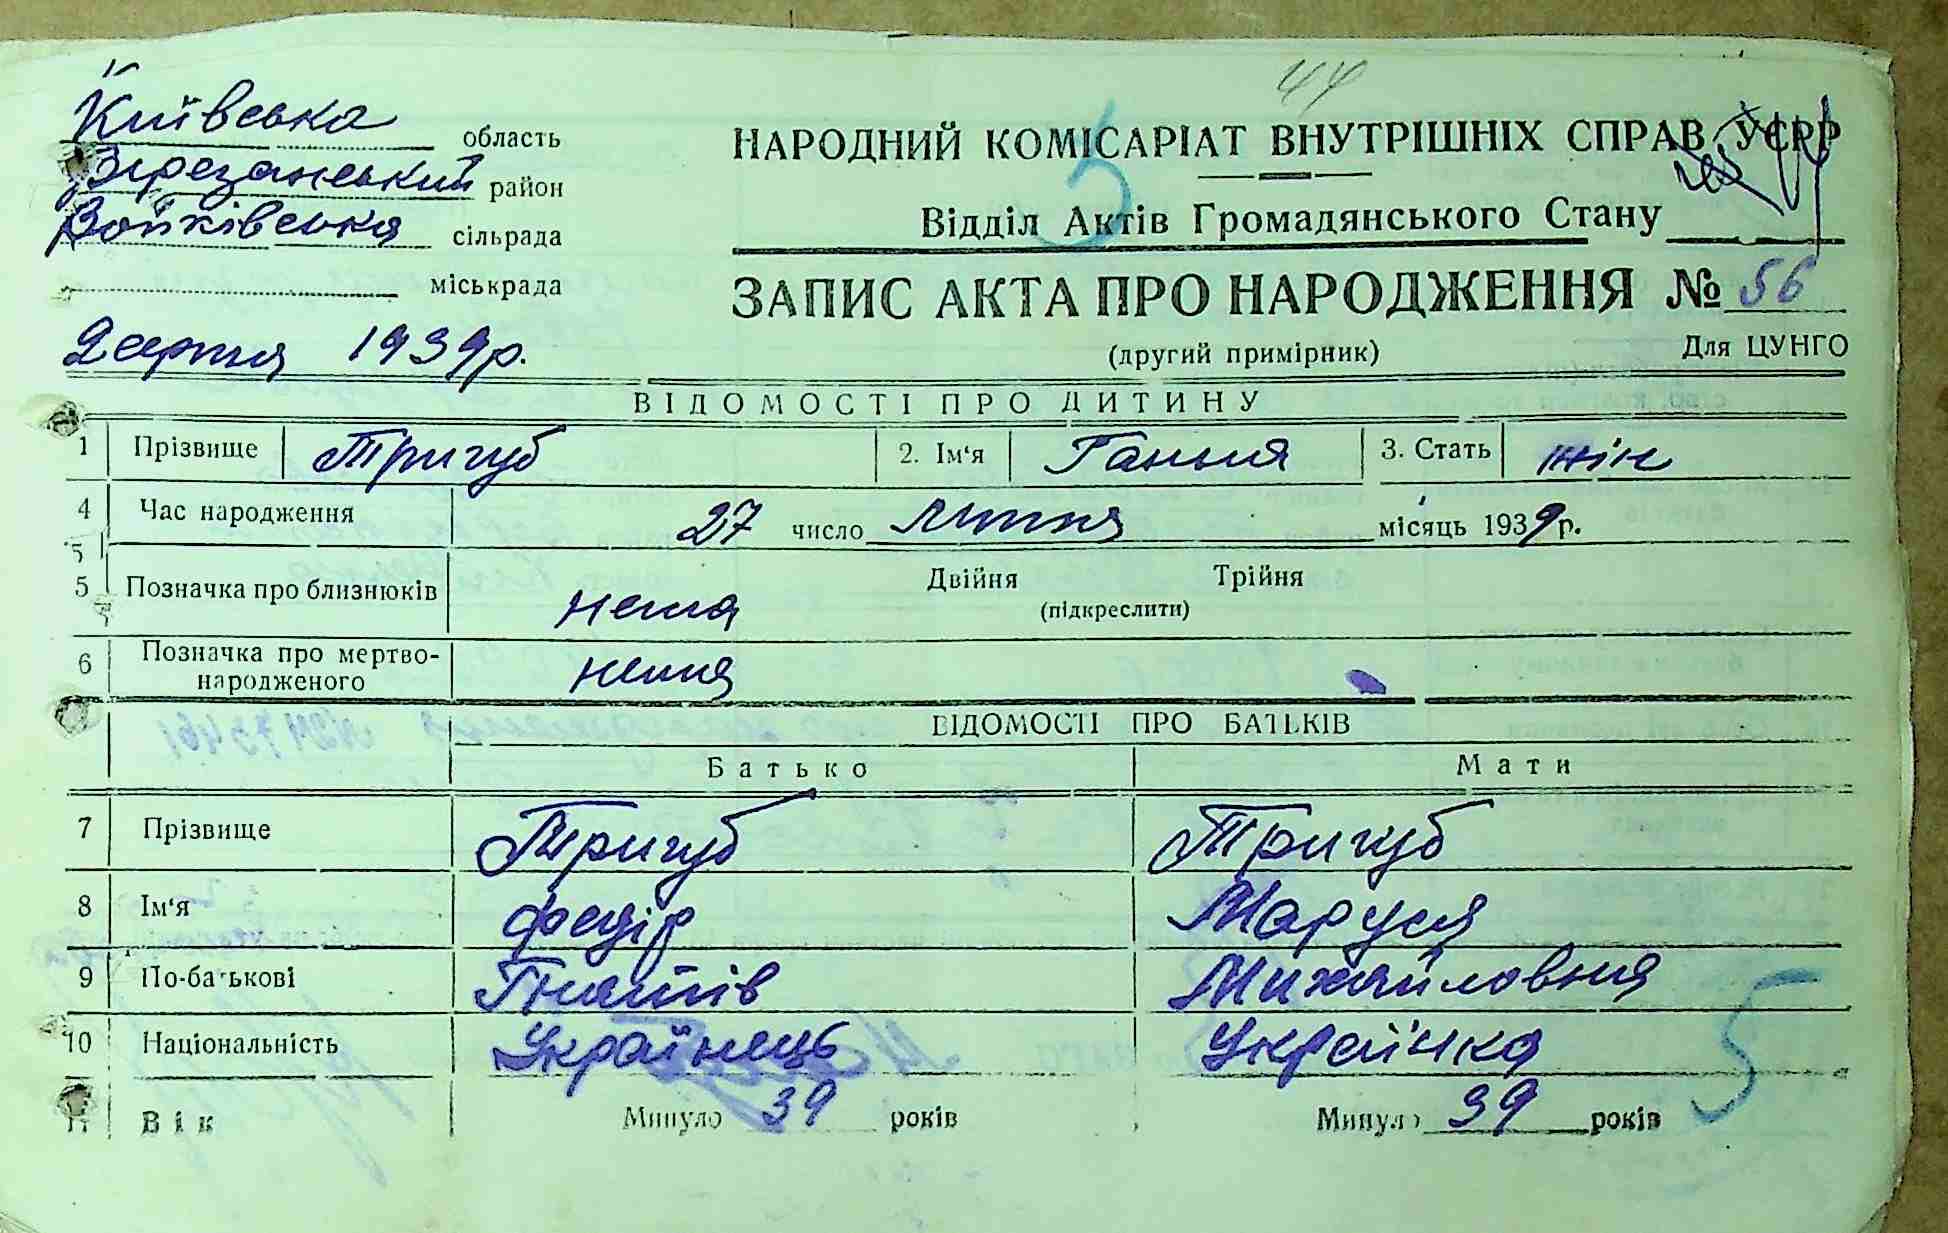 44
Київська область
НАРОДНИЙ КОМІСАРІАТ ВНУТРІШНІХ СПРАВ УСРР
Березанський район
Відділ Актів Громадянського Стану
Войківська сільрада
міськрада
ЗАПИС АКТА ПРО НАРОДЖЕННЯ № 56
2 серпня 1939 р.
(другий примірник)
Для ЦУНГО
ВІДОМОСТІ ПРО ДИТИНУ
1 Прізвище Тригуб 2. Ім'я Ганна 3. Стать жін
4 Час народження 27 число липня місяць 1939 р.
5 Позначка про близнюків нема Двійня Трійня
(підкреслити)
6 Позначка про мертво-
народженого нема
ВІДОМОСТІ ПРО БАТЬКІВ
Батько Мати
7 Прізвище Тригуб Тригуб
8 Ім'я Федір Маруся
9 По-батькові Гнатів Михайловна
10 Національність Українець Українка
11 Вік Минуло 39 років Минуло 39 років
5
5